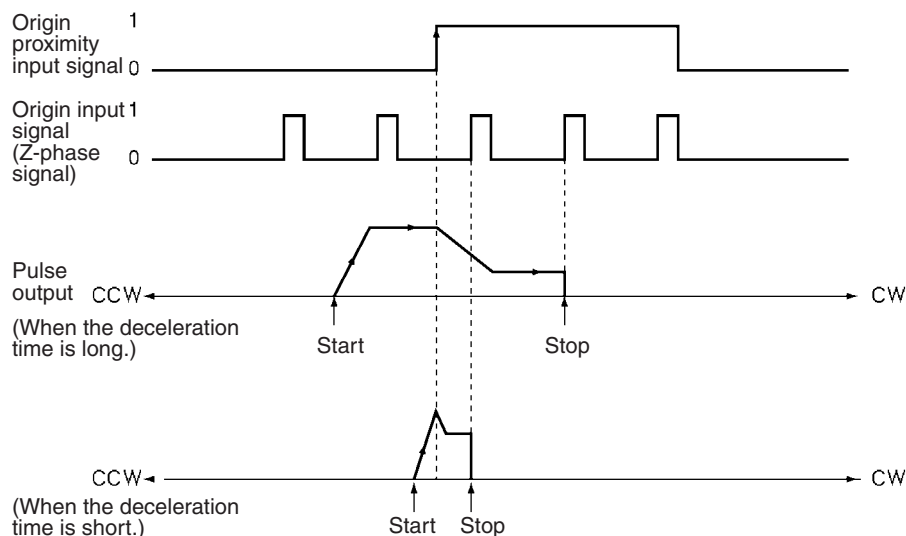 Origin
proximity
input signal
1
0
Origin input
signal
(Z-phase
signal)
1
0
Pulse
output
CCW
CW
(When the deceleration
time is long.)
Start
Stop
CCW
CW
(When the deceleration
time is short.)
Start
Stop